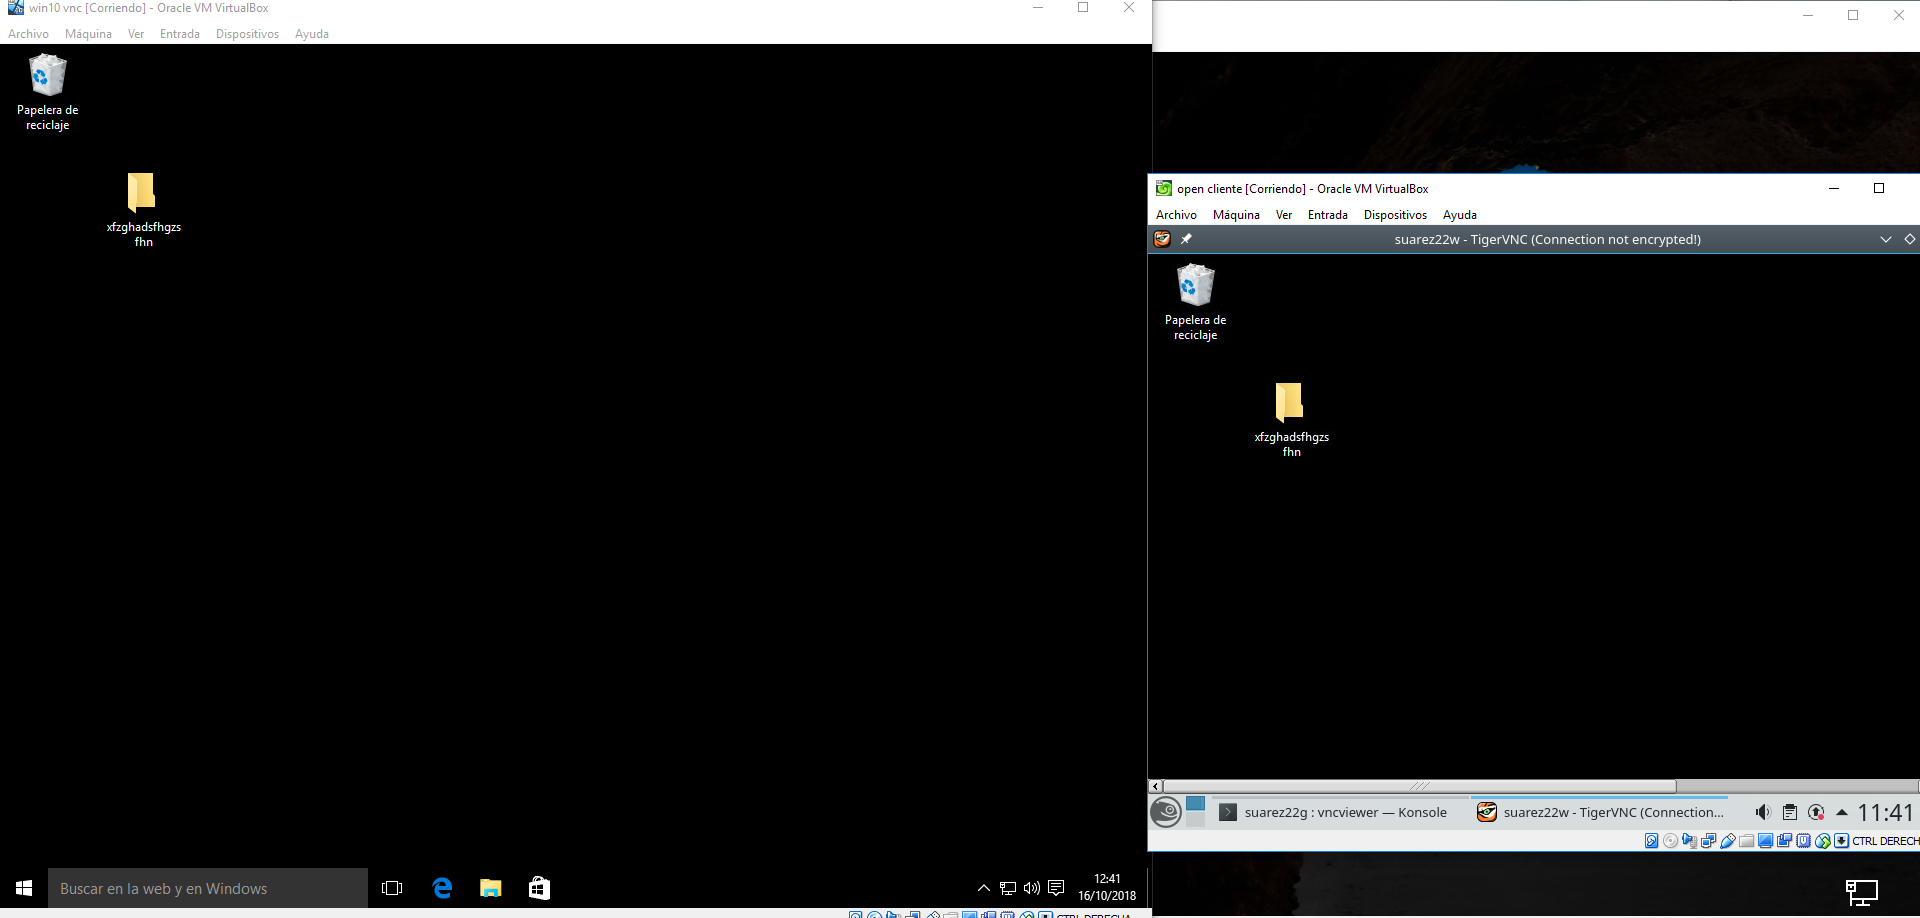 win10 vnc [Corriendo] - Oracle VM VirtualBox
Archivo Máquina Ver Entrada Dispositivos Ayuda
Papelera de
reciclaje
xfzghadsfhgzs
fhn
Buscar en la web y en Windows
12:41
16/10/2018
CTRL DERECHA
open cliente [Corriendo] - Oracle VM VirtualBox
Archivo Máquina Ver Entrada Dispositivos Ayuda
suarez22w - TigerVNC (Connection not encrypted!)
Papelera de
reciclaje
xfzghadsfhgzs
fhn
suarez22g : vncviewer — Konsole
suarez22w - TigerVNC (Connection...
11:41
CTRL DERECH